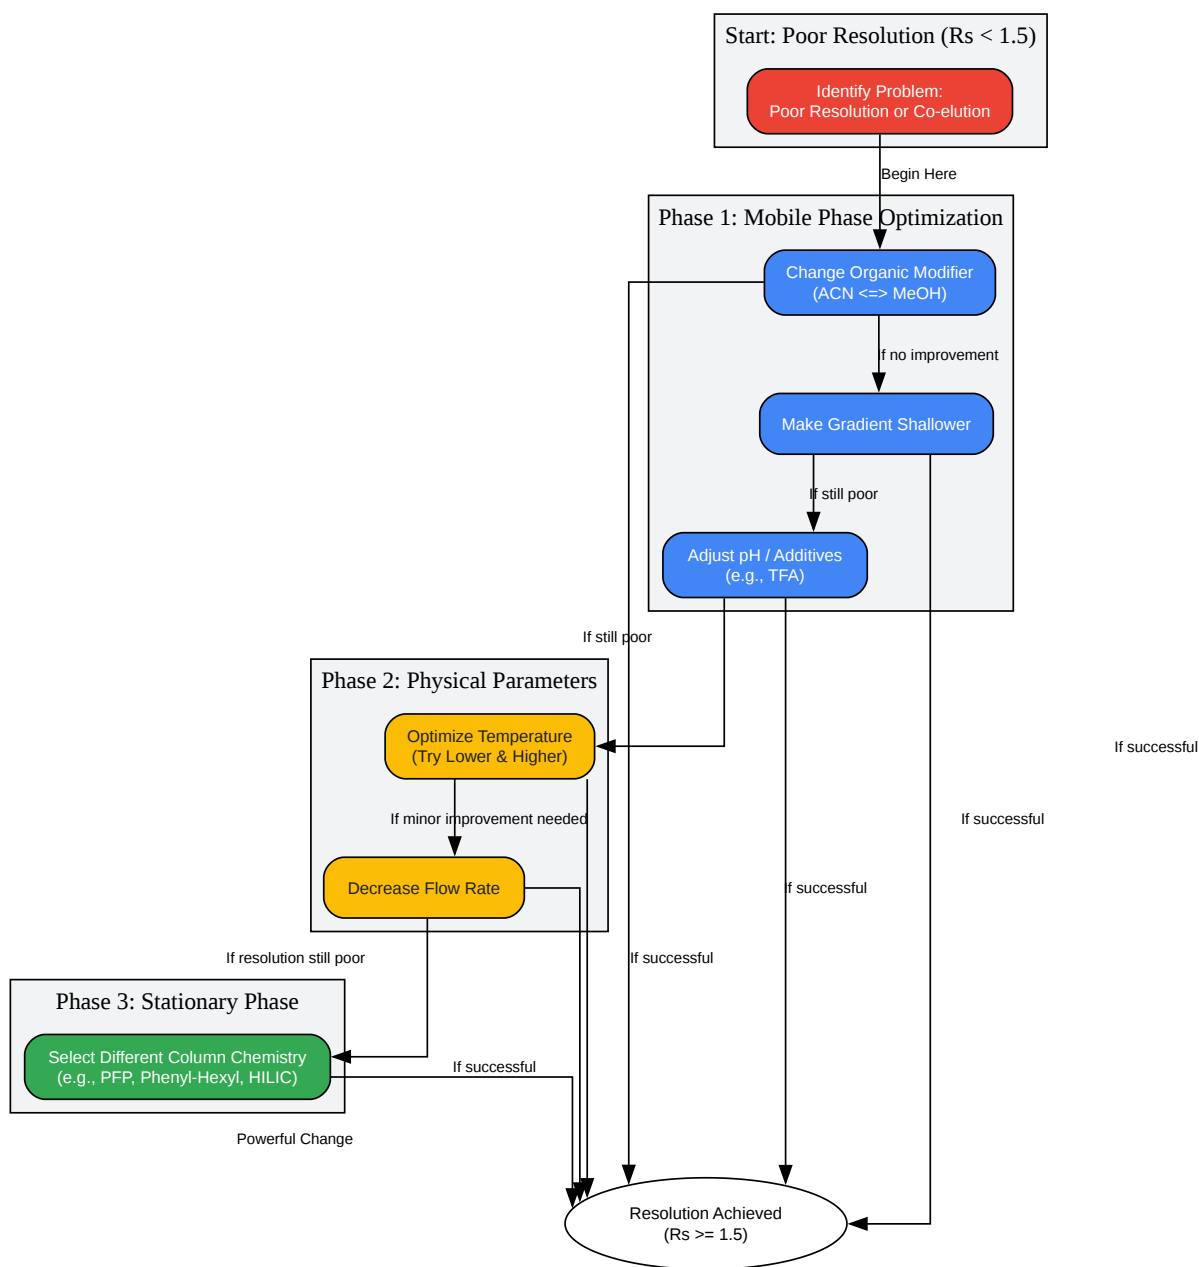 Start: Poor Resolution (Rs < 1.5)
Identify Problem:
Poor Resolution or Co-elution
Begin Here
Phase 1: Mobile Phase Optimization
Change Organic Modifier
(ACN <=> MeOH)
If no improvement
Make Gradient Shallower
If still poor
Adjust pH / Additives
(e.g., TFA)
If still poor
Phase 2: Physical Parameters
Optimize Temperature
(Try Lower & Higher)
If successful
If minor improvement needed
If successful
Decrease Flow Rate
If successful
If resolution still poor
If successful
Phase 3: Stationary Phase
Select Different Column Chemistry
(e.g., PFP, Phenyl-Hexyl, HILIC)
If successful
Powerful Change
Resolution Achieved
(Rs >= 1.5)